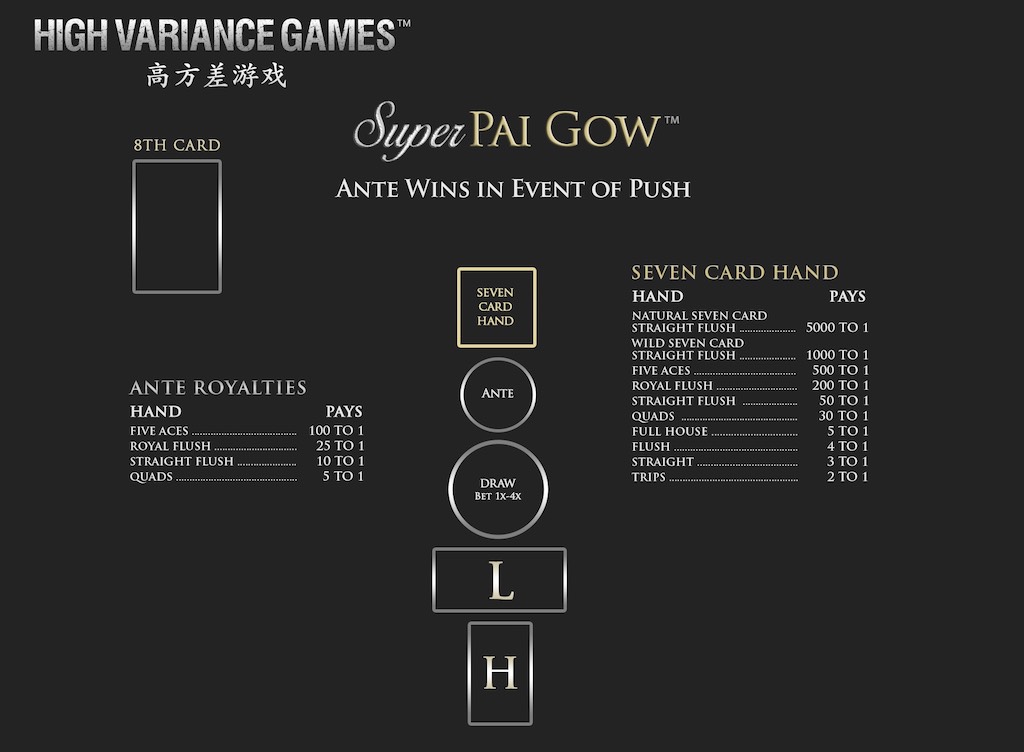 HIGH VARIANCE GAMES™
高方差游戏
Super PAI GOW™
ANTE WINS IN EVENT OF PUSH
8TH CARD
SEVEN
CARD
HAND
ANTE
DRAW
BET 1X-4X
L
H
ANTE ROYALTIES
HAND PAYS
FIVE ACES 100 TO 1
ROYAL FLUSH 25 TO 1
STRAIGHT FLUSH 10 TO 1
QUADS 5 TO 1
SEVEN CARD HAND
HAND PAYS
NATURAL SEVEN CARD
STRAIGHT FLUSH 5000 TO 1
WILD SEVEN CARD
STRAIGHT FLUSH 1000 TO 1
FIVE ACES 500 TO 1
ROYAL FLUSH 200 TO 1
STRAIGHT FLUSH 50 TO 1
QUADS 30 TO 1
FULL HOUSE 5 TO 1
FLUSH 4 TO 1
STRAIGHT 3 TO 1
TRIPS 2 TO 1